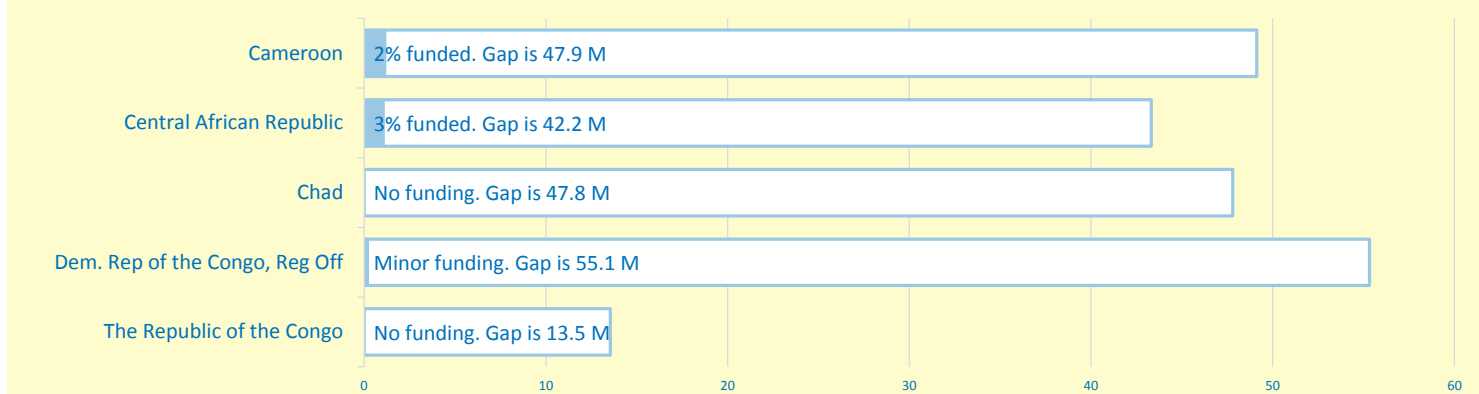 Cameroon 2% funded. Gap is 47.9 M
Central African Republic 3% funded. Gap is 42.2 M
Chad No funding. Gap is 47.8 M
Dem. Rep of the Congo, Reg Off Minor funding. Gap is 55.1 M
The Republic of the Congo No funding. Gap is 13.5 M
0 10 20 30 40 50 60